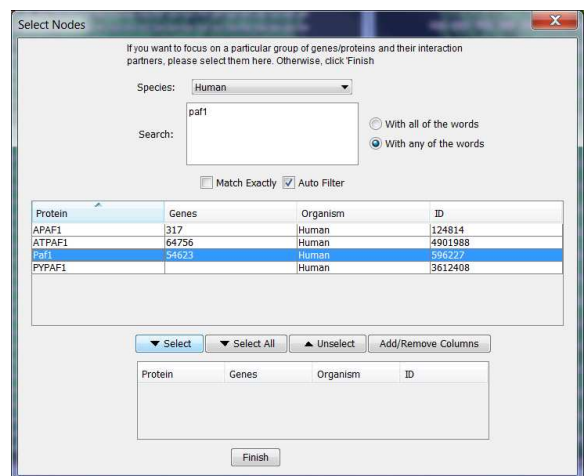 Select Nodes
If you want to focus on a particular group of genes/proteins and their interaction
partners, please select them here. Otherwise, click 'Finish
Species: Human
Search: paf1
With all of the words
With any of the words
Match Exactly Auto Filter
Protein Genes Organism ID
APAF1 317 Human 124814
ATPAF1 64756 Human 4901988
Paf1 54623 Human 596227
PYPAF1 Human 3612408
Select Select All Unselect Add/Remove Columns
Protein Genes Organism ID
Finish